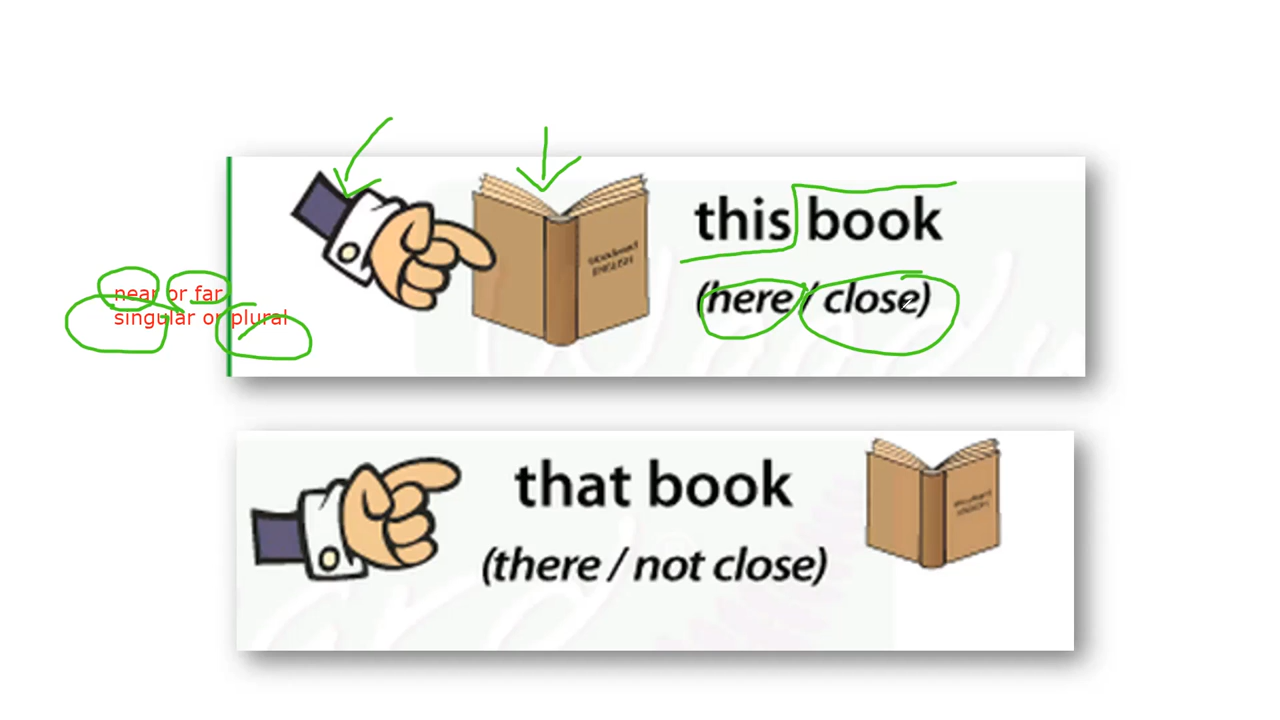 this book
(here / close)
near or far
singular or plural
that book
(there / not close)